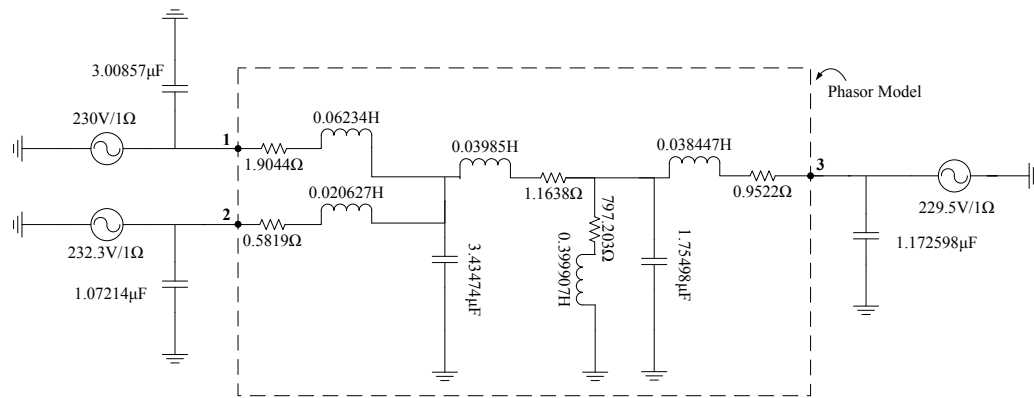 3.00857μF
Phasor Model
230V/1Ω
0.06234H
1
1.9044Ω
0.03985H
0.038447H
3
1.1638Ω
0.9522Ω
229.5V/1Ω
0.020627H
2
0.5819Ω
232.3V/1Ω
797.203Ω
0.399907H
3.43474μF
1.75498μF
1.172598μF
1.07214μF